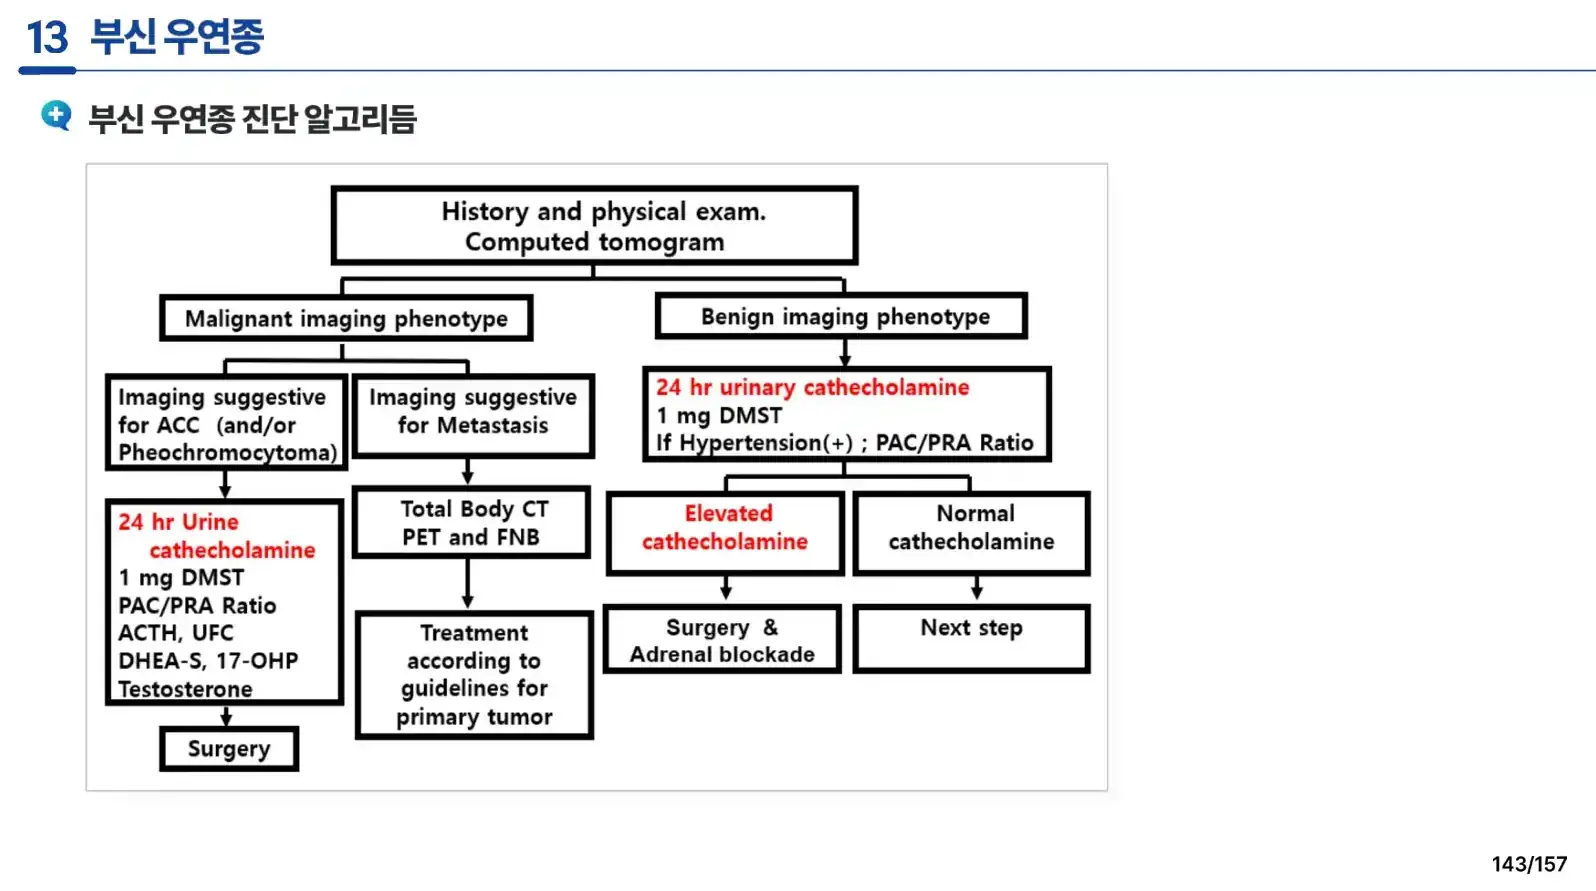 13 부신 우연종
부신 우연종 진단 알고리듬
History and physical exam.
Computed tomogram
Malignant imaging phenotype
Benign imaging phenotype
Imaging suggestive
for ACC (and/or
Pheochromocytoma)
Imaging suggestive
for Metastasis
24 hr urinary cathecholamine
1 mg DMST
If Hypertension(+) ; PAC/PRA Ratio
24 hr Urine
cathecholamine
1 mg DMST
PAC/PRA Ratio
ACTH, UFC
DHEA-S, 17-OHP
Testosterone
Total Body CT
PET and FNB
Elevated
cathecholamine
Normal
cathecholamine
Treatment
according to
guidelines for
primary tumor
Surgery &
Adrenal blockade
Next step
Surgery
143/157